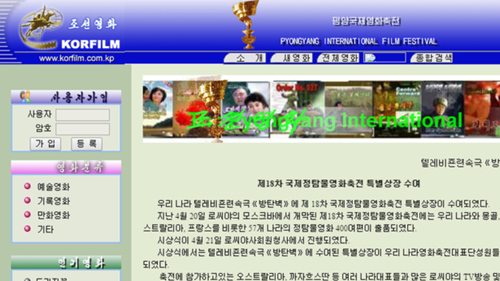 조선영화
KORFILM
www.korfilm.com.kp
평양국제영화축전
PYONGYANG INTERNATIONAL FILM FESTIVAL
소 개
새영화
전체영화
종합검색
사용자가입
사용자
암호
가 입
등 록
예술영화
기록영화
만화영화
기타
Order No. 027
Central Forward
Pyongyang International
텔레비죤련속극《방
제18차 국제정탐물영화축전 특별상장 수여
우리 나라 텔레비죤련속극《방탄벽》에 제 18차 국제정탐물영화축전 특별상장이 수여되였다.
지난 4월 20일 로씨야의 모스크바에서 개막된 제18차 국제정탐물영화축전에는 우리 나라와 몽골,
스트랄리아, 프랑스를 비롯한 57개 나라의 정탐물영화 400여편이 출품되였다.
시상식이 4월 21일 로씨야사회원청사에서 진행되였다.
시상식에서는 텔레비죤련속극《방탄벽》에 수여된 특별상장이 우리 나라영화축전대표단성원들
되였다.
축전에 참가하고있는 오스트랄리아, 까자흐스딴 등 여러 나라대표들과 많은 로씨야의 TV방송 및